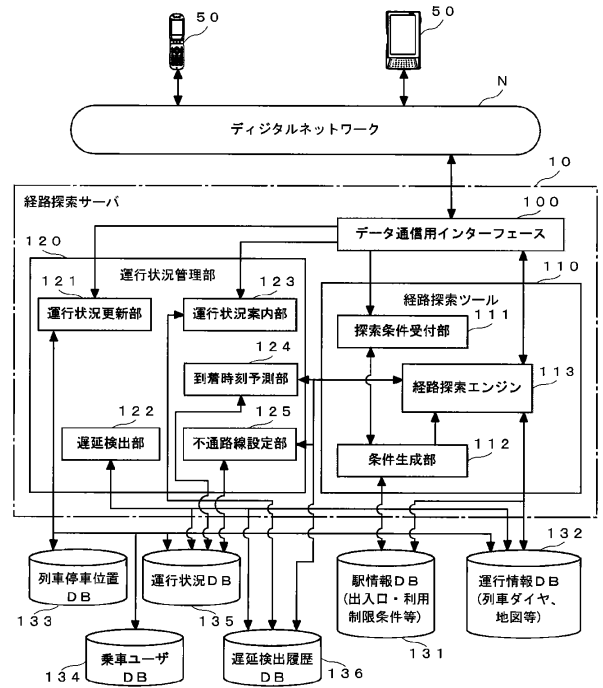 50
50
N
ディジタルネットワーク
10
経路探索サーバ
100
データ通信用インターフェース
120
運行状況管理部
110
経路探索ツール
121
運行状況更新部
123
運行状況案内部
111
探索条件受付部
124
到着時刻予測部
経路探索エンジン
113
122
遅延検出部
125
不通路線設定部
条件生成部
112
列車停車位置
DB
133
運行状況DB
135
駅情報DB
(出入口・利用
制限条件等)
131
132
運行情報DB
(列車ダイヤ、
地図等)
134
乗車ユーザ
DB
遅延検出履歴
DB
136